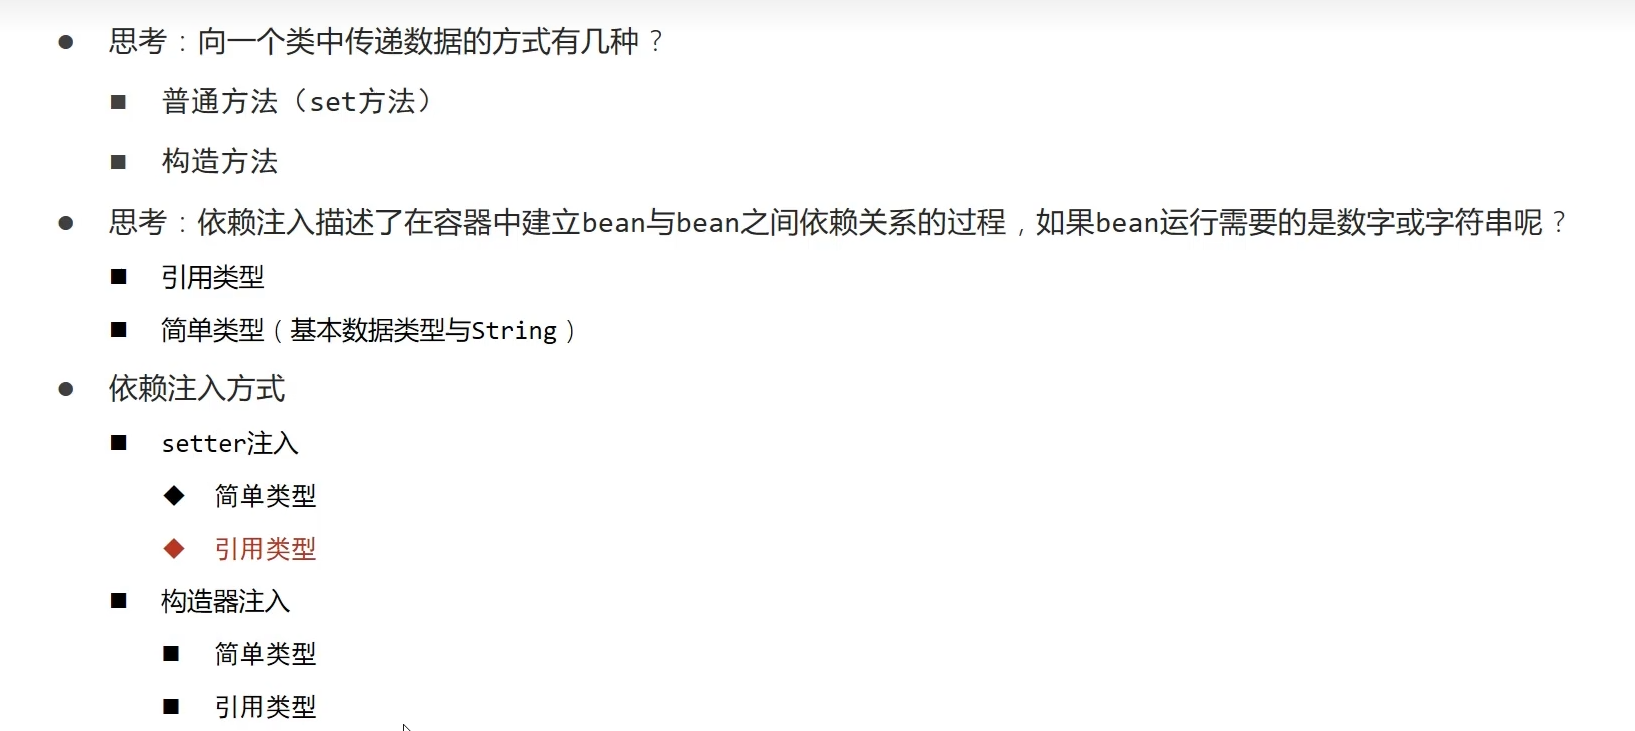 思考：向一个类中传递数据的方式有几种？
普通方法（set方法）
构造方法
思考：依赖注入描述了在容器中建立bean与bean之间依赖关系的过程，如果bean运行需要的是数字或字符串呢？
引用类型
简单类型（基本数据类型与String）
依赖注入方式
setter注入
简单类型
引用类型
构造器注入
简单类型
引用类型